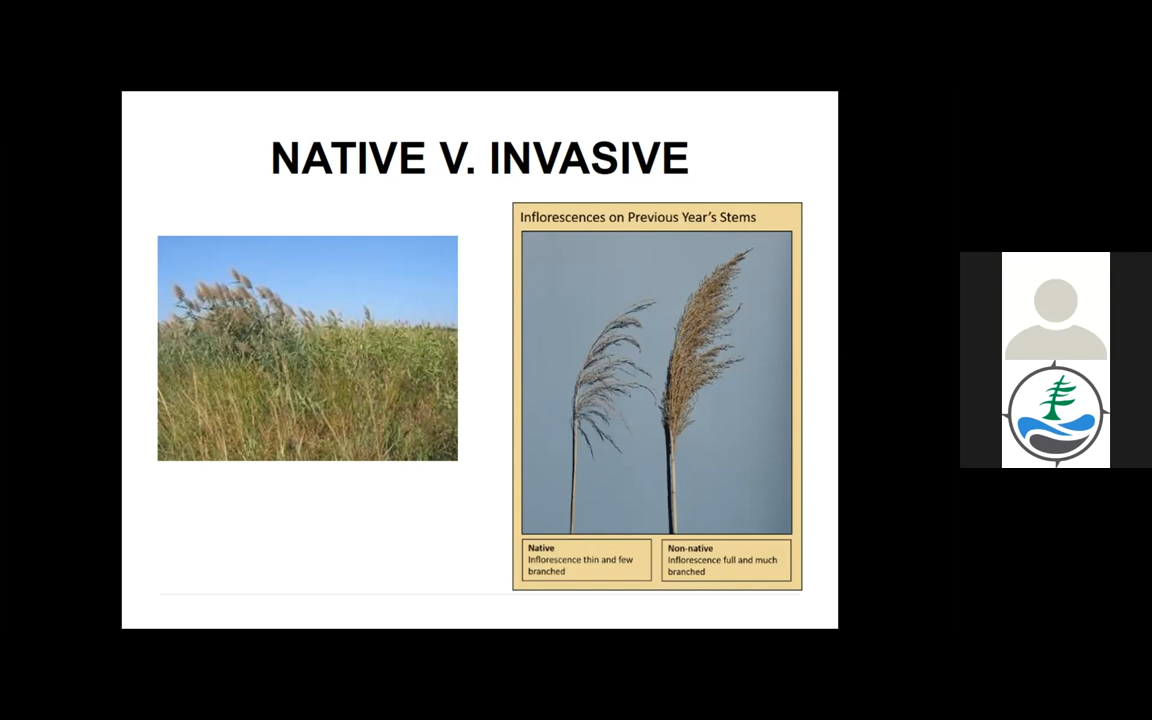 NATIVE V. INVASIVE
Inflorescences on Previous Year's Stems
Native
Inflorescence thin and few
branched
Non-native
Inflorescence full and much
branched